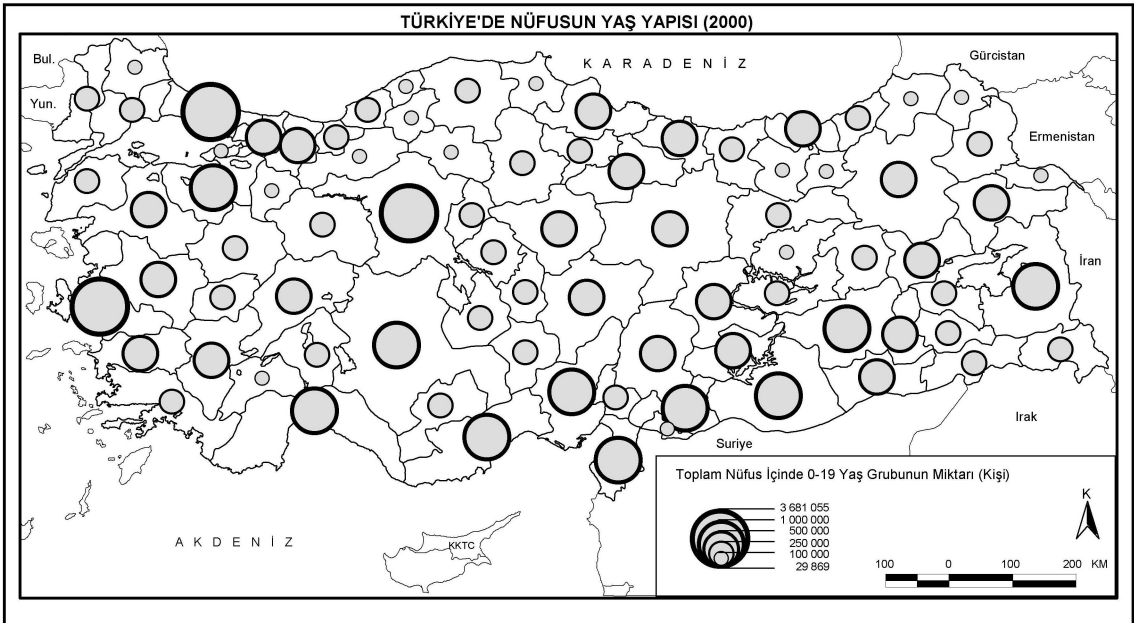 TÜRKİYE'DE NÜFUSUN YAŞ YAPISI (2000)
Bul.
K A R A D E N İ Z
Gürcistan
Yun.
Ermenistan
İran
Irak
Suriye
A K D E N İ Z
KKTC
Toplam Nüfus İçinde 0-19 Yaş Grubunun Miktarı (Kişi)
3 681 055
1 000 000
500 000
250 000
100 000
29 869
K
100 0 200 KM